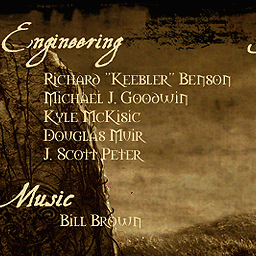 Engineering
Richard "Keebler" Benson
Michael J. Goodwin
Kyle McKisic
Douglas Muir
J. Scott Peter
Music
Bill Brown